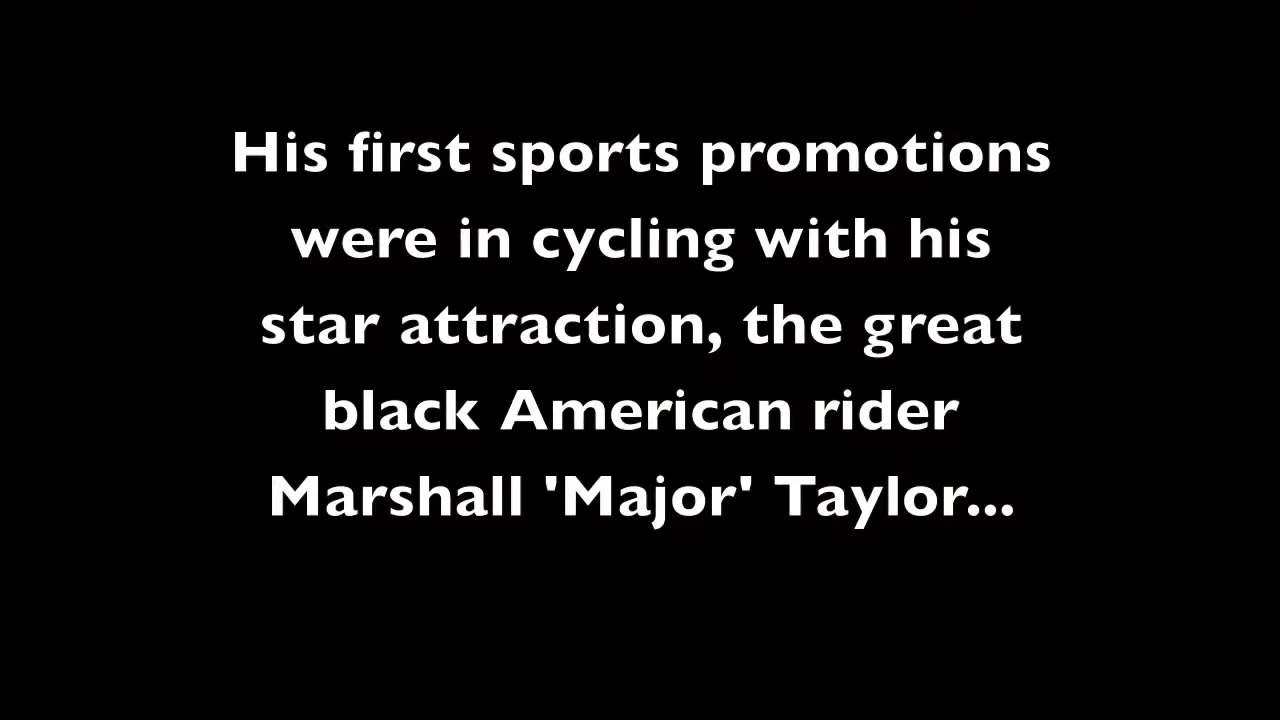 His first sports promotions
were in cycling with his
star attraction, the great
black American rider
Marshall 'Major' Taylor...